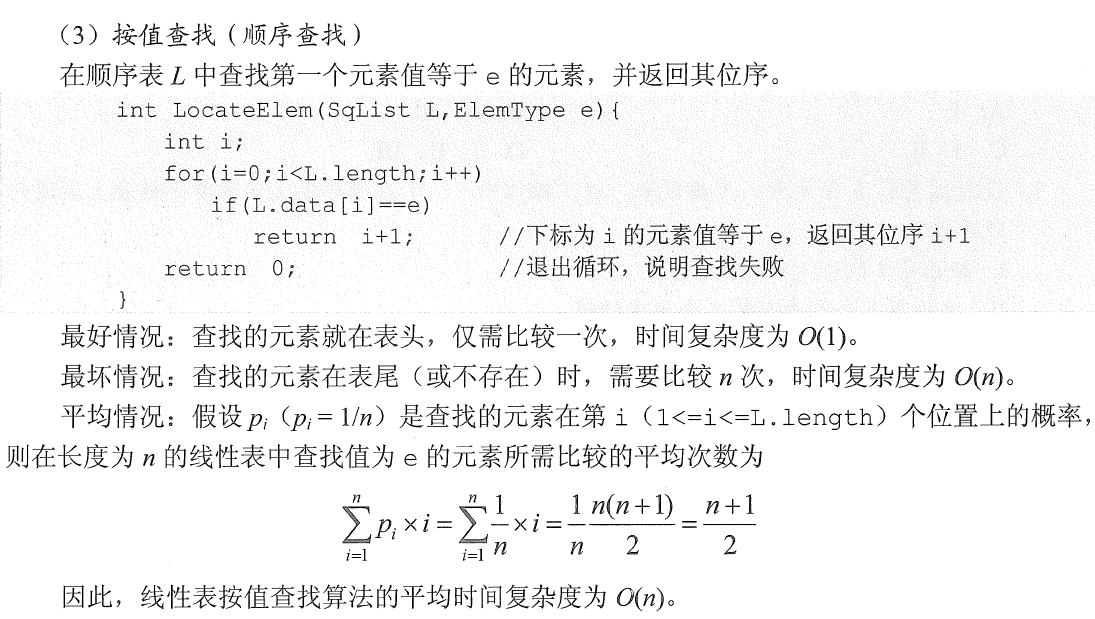 （3）按值查找（顺序查找）
在顺序表 L 中查找第一个元素值等于 e 的元素，并返回其位序。
int LocateElem(SqList L,ElemType e){
int i;
for(i=0;i<L.length;i++)
if(L.data[i]==e)
return i+1; //下标为 i 的元素值等于 e，返回其位序 i+1
return 0; //退出循环，说明查找失败
}
最好情况：查找的元素就在表头，仅需比较一次，时间复杂度为 O(1)。
最坏情况：查找的元素在表尾（或不存在）时，需要比较 n 次，时间复杂度为 O(n)。
平均情况：假设 pᵢ（pᵢ = 1/n）是查找的元素在第 i（1<=i<=L.length）个位置上的概率，
则在长度为 n 的线性表中查找值为 e 的元素所需比较的平均次数为
\sum_{i=1}^{n} p_i × i = \sum_{i=1}^{n} \frac{1}{n} × i = \frac{1}{n} \frac{n(n+1)}{2} = \frac{n+1}{2}
因此，线性表按值查找算法的平均时间复杂度为 O(n)。